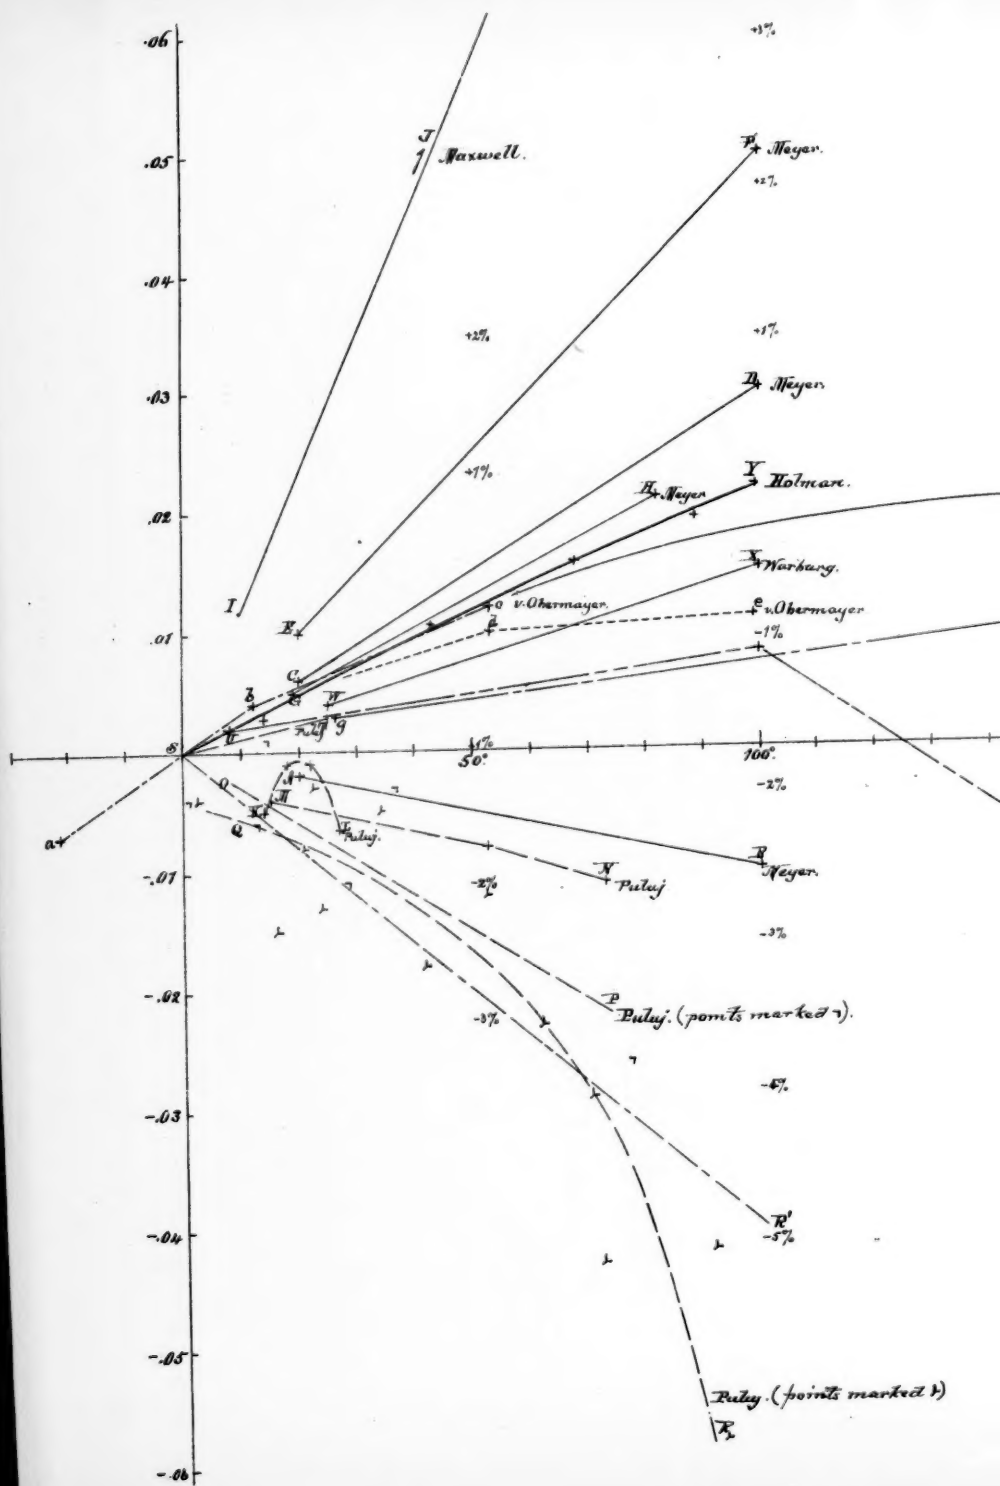 .06
+3%
J
Maxwell.
.05
F Meyer.
+2%
.04
+2%
+1%
D
.03
Meyer.
+1%
H Meyer
Y Holman.
.02
X
Warburg.
c v. Obermayer.
e
v. Obermayer
I
E
d
.01
-1%
C
b
W
Puluj g
U
S
-1%
50°
100°
-2%
O
A
M
K
L
Puluj.
Q
a
B
Meyer.
N
Puluj
-.01
-2%
-3%
-.02
P
Puluj. (points marked ¬).
-3%
-4%
-.03
R'
-.04
-5%
-.05
Puluj. (points marked
R
-.06